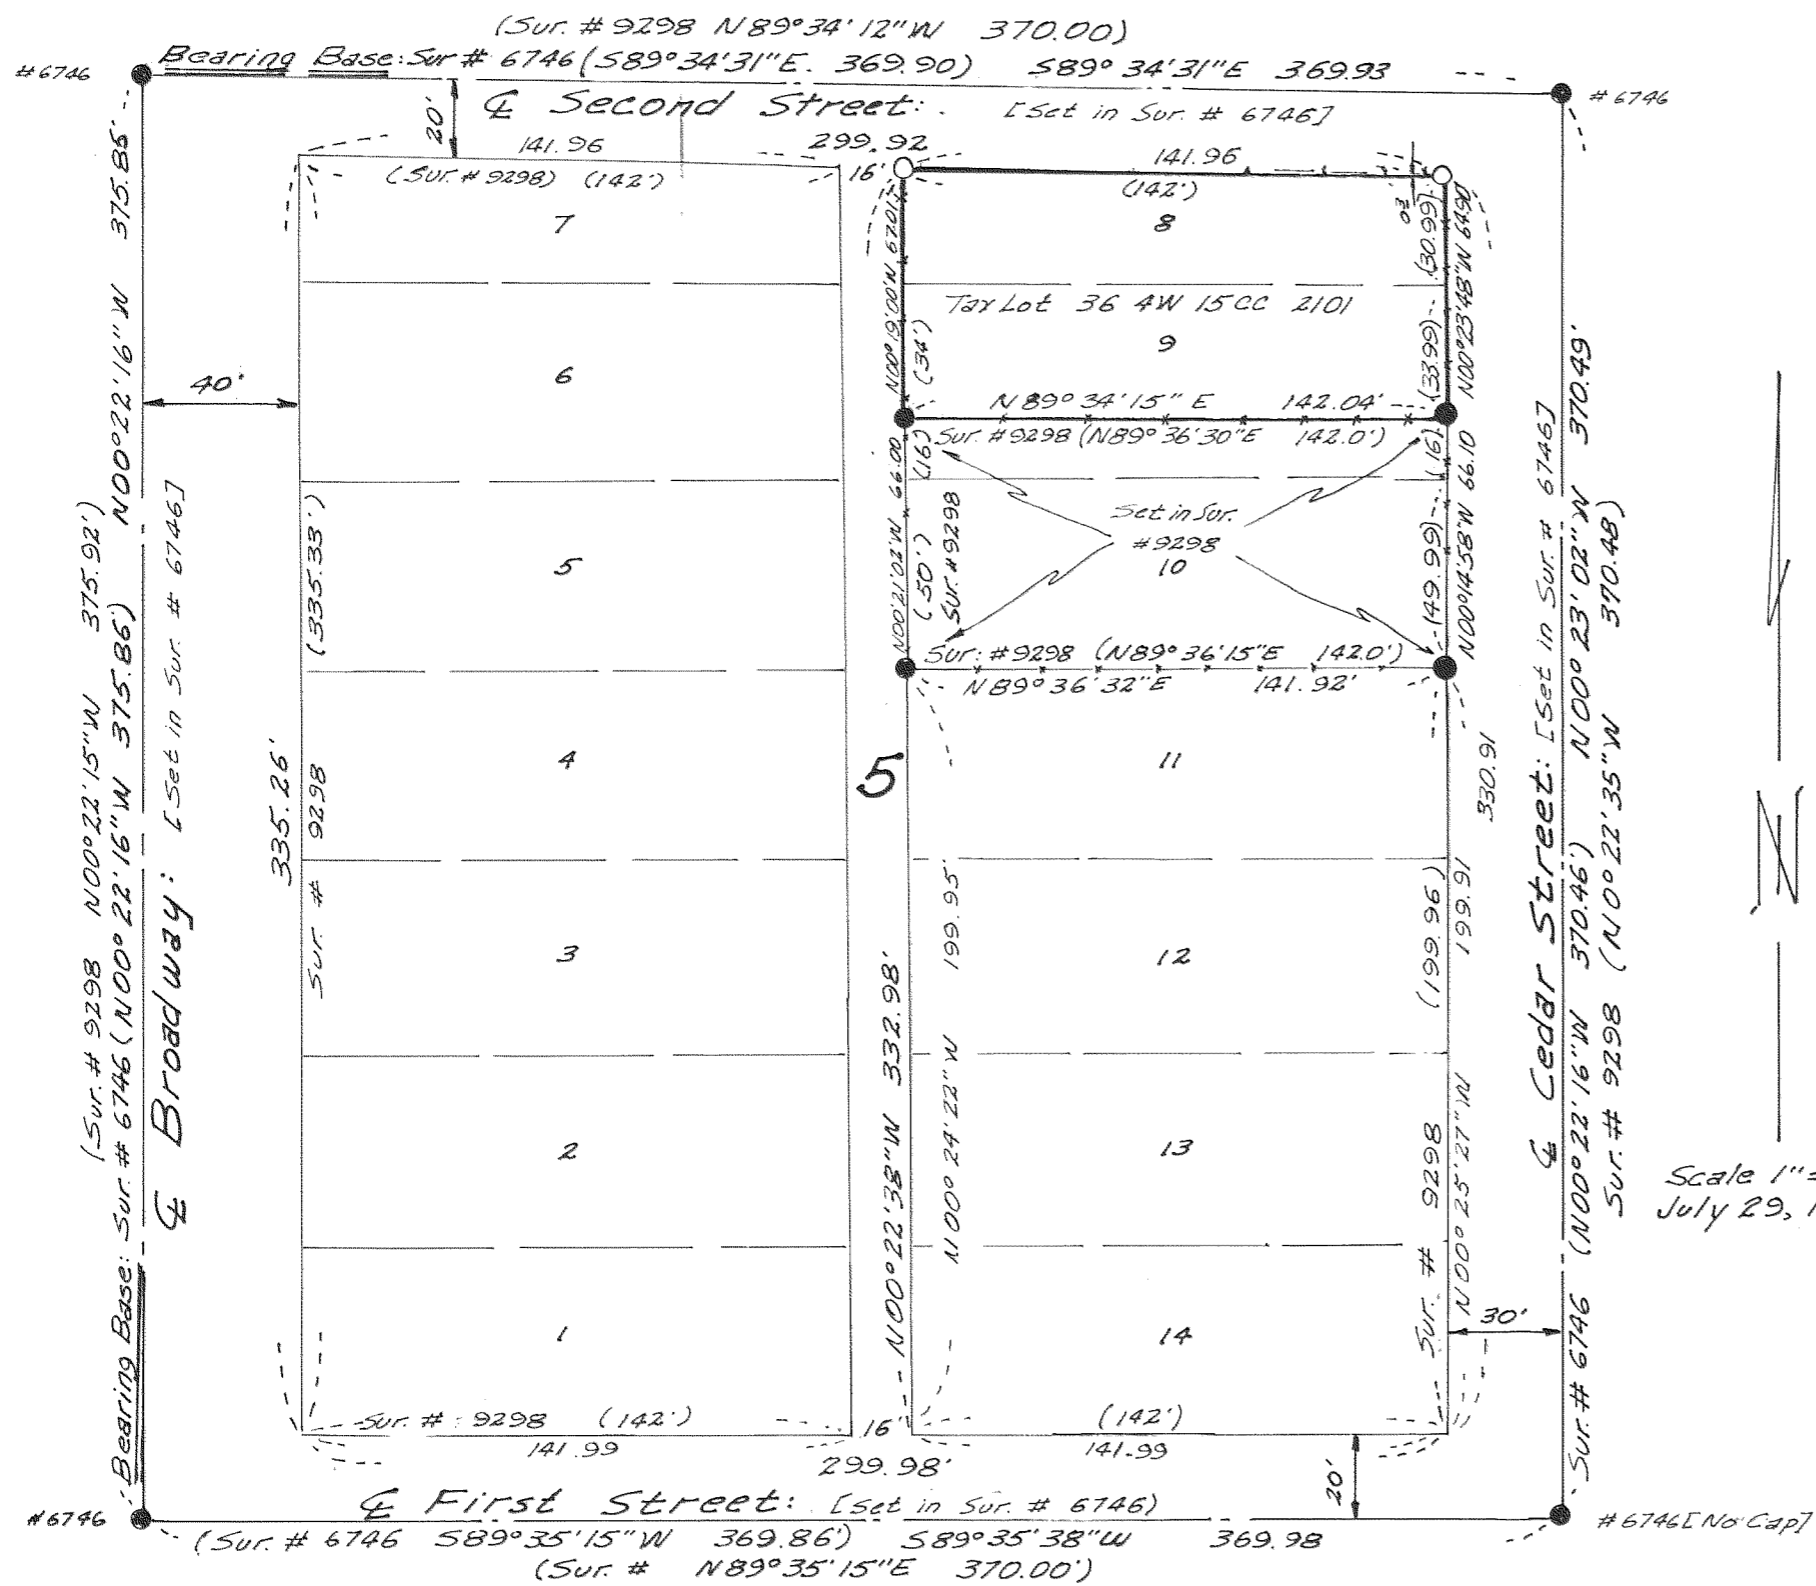 (Sur. # 9298 N89°34'12"W 370.00)
Bearing Base: Sur # 6746 (S89°34'31"E. 369.90) S89°34'31"E 369.93
#6746
#6746
20'
℄ Second Street: [Set in Sur. # 6746]
141.96
299.92
141.96
(Sur. # 9298) (142')
16'
(142')
7
8
(30.99)
Tax Lot 36 4W 15CC 2101
9
(34')
(33.99)
N00°23'48"W 64.90
N 89°34'15" E 142.04'
Sur. #9298 (N89°36'30"E 142.0')
(16')
(16')
N00°22'16"W 375.85'
40'
6
5
Set in Sur.
#9298
10
66.00
(50'.)
Sur. #9298
(49.99)
N00°14'58"W 66.10
Sur: #9298 (N89°36'15"E 142.0')
N89°36'32"E 141.92'
(Sur. # 9298 N00°22'15"W 375.92')
Bearing Base: Sur. # 6746 (N00°22'16"W 375.86')
℄ Broadway: [Set in Sur. # 6746]
335.26'
Sur. # 9298 (335.33')
4
5
11
3
12
2
13
1
14
N00°22'38"W 332.98'
N00°24'22"W 199.95'
Sur. # 9298 (199.96')
N00°25'27"W 199.91
330.91
℄ Cedar Street: [Set in Sur. # 6746]
N00°23'02"W 370.49'
Sur. # 6746 (N00°22'16"W 370.46')
Sur. # 9298 (N0°22'35"W 370.48)
N
Scale 1"=
July 29, 1
30'
Sur. #: 9298 (142')
16'
(142')
141.99
299.98'
141.99
20'
℄ First Street: [Set in Sur. # 6746)
#6746
#6746 [No Cap]
(Sur. # 6746 S89°35'15"W 369.86') S89°35'38"W 369.98
(Sur. # N89°35'15"E 370.00')